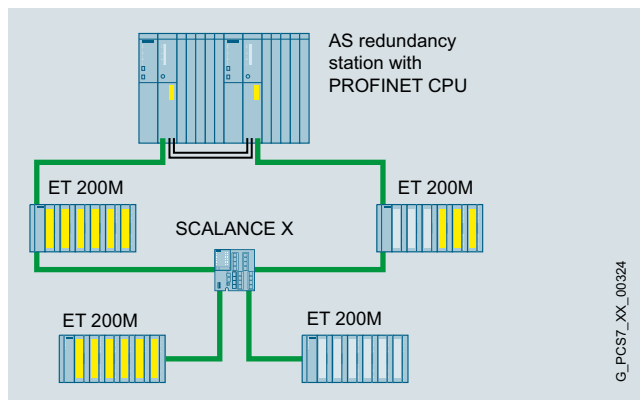 AS redundancy
station with
PROFINET CPU
ET 200M
ET 200M
SCALANCE X
ET 200M
ET 200M
G_PCS7_XX_00324